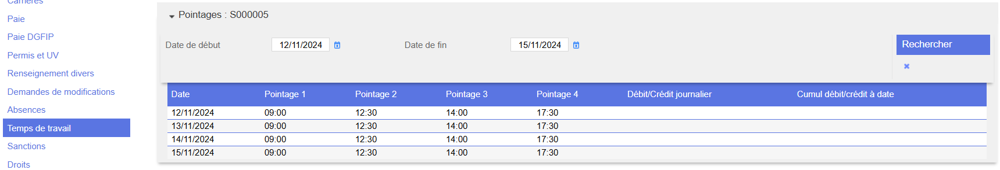 Carrières
Paie
Paie DGFIP
Permis et UV
Renseignement divers
Demandes de modifications
Absences
Temps de travail
Sanctions
Droits
Pointages : S000005
Date de début 12/11/2024 Date de fin 15/11/2024 Rechercher
Date Pointage 1 Pointage 2 Pointage 3 Pointage 4 Débit/Crédit journalier Cumul débit/crédit à date
12/11/2024 09:00 12:30 14:00 17:30
13/11/2024 09:00 12:30 14:00 17:30
14/11/2024 09:00 12:30 14:00 17:30
15/11/2024 09:00 12:30 14:00 17:30